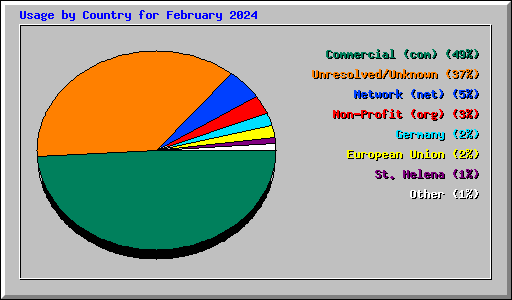 Usage by Country for February 2024
Commercial (com) (49%)
Unresolved/Unknown (37%)
Network (net) (5%)
Non-Profit (org) (3%)
Germany (2%)
European Union (2%)
St. Helena (1%)
Other (1%)